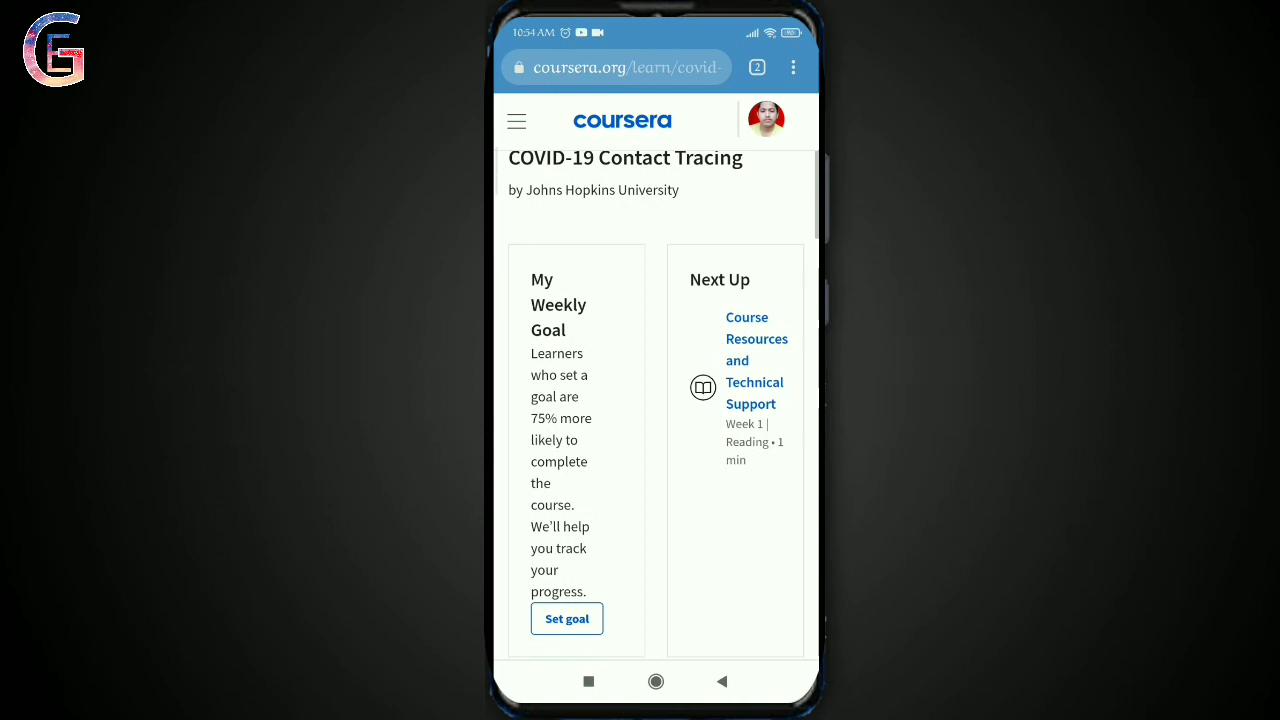 GE
10:54 AM
coursera.org/learn/covid-
2
coursera
COVID-19 Contact Tracing
by Johns Hopkins University
My
Weekly
Goal
Learners
who set a
goal are
75% more
likely to
complete
the
course.
We'll help
you track
your
progress.
Set goal
Next Up
Course
Resources
and
Technical
Support
Week 1 |
Reading • 1
min